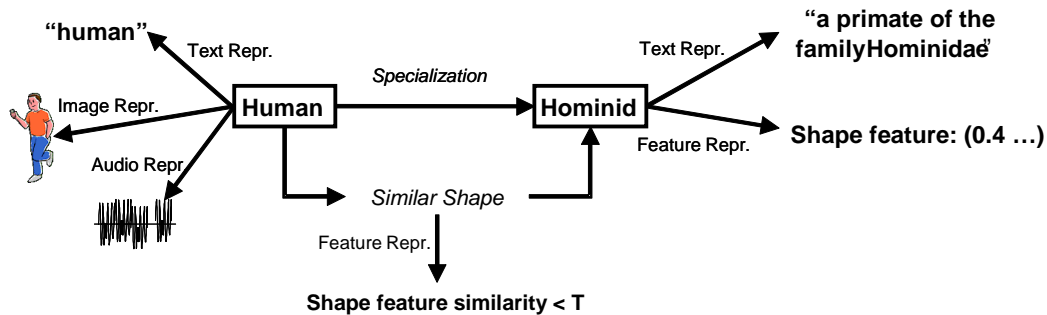 “human”
Text Repr.
Image Repr.
Audio Repr
Human
Specialization
Hominid
Text Repr.
“a primate of the
familyHominidae”
Feature Repr.
Shape feature: (0.4 …)
Similar Shape
Feature Repr.
Shape feature similarity < T